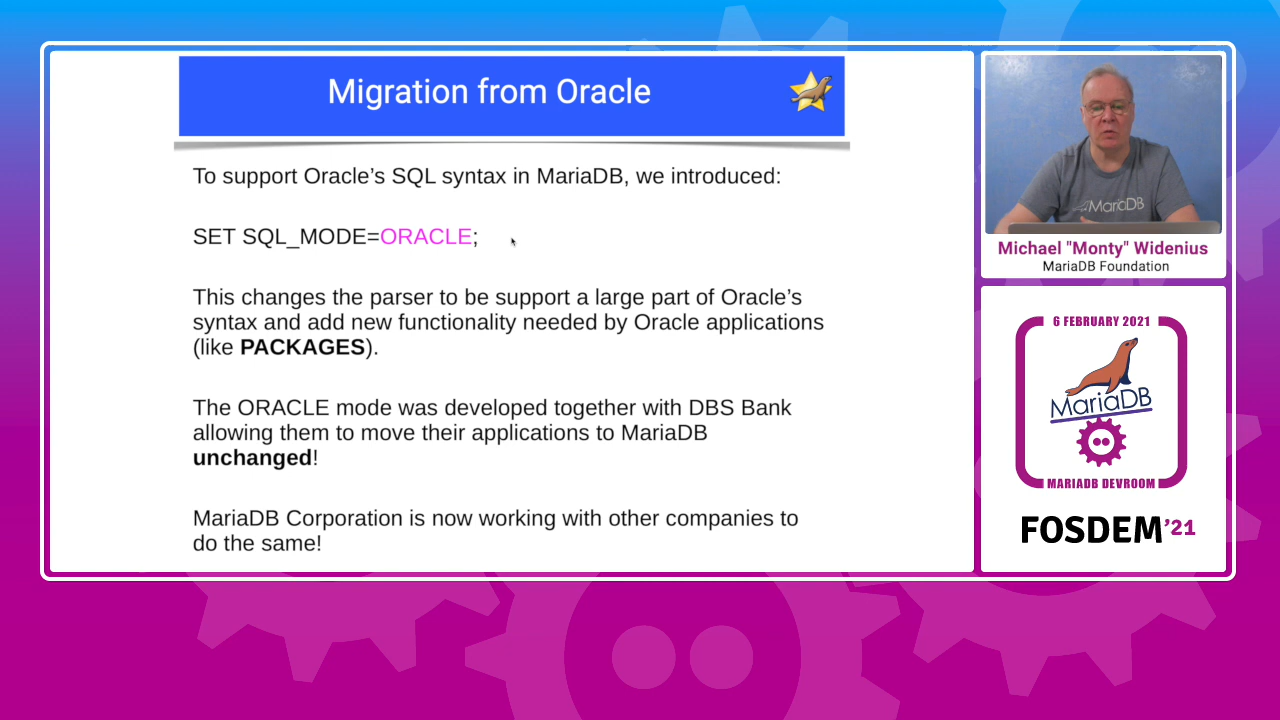 Migration from Oracle
To support Oracle's SQL syntax in MariaDB, we introduced:
SET SQL_MODE=ORACLE;
This changes the parser to be support a large part of Oracle's
syntax and add new functionality needed by Oracle applications
(like PACKAGES).
The ORACLE mode was developed together with DBS Bank
allowing them to move their applications to MariaDB
unchanged!
MariaDB Corporation is now working with other companies to
do the same!
MariaDB
Michael "Monty" Widenius
MariaDB Foundation
6 FEBRUARY 2021
MariaDB
MARIADB DEVROOM
FOSDEM'21